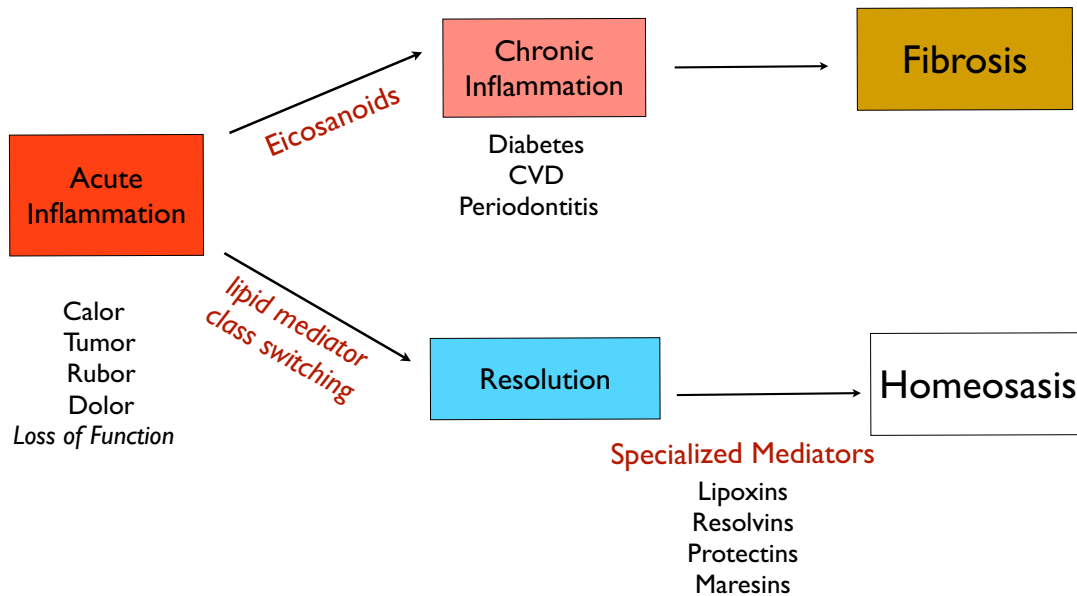 Chronic
Inflammation
Fibrosis
Eicosanoids
Diabetes
CVD
Periodontitis
Acute
Inflammation
Calor
Tumor
Rubor
Dolor
Loss of Function
lipid mediator
class switching
Resolution
Homeosasis
Specialized Mediators
Lipoxins
Resolvins
Protectins
Maresins